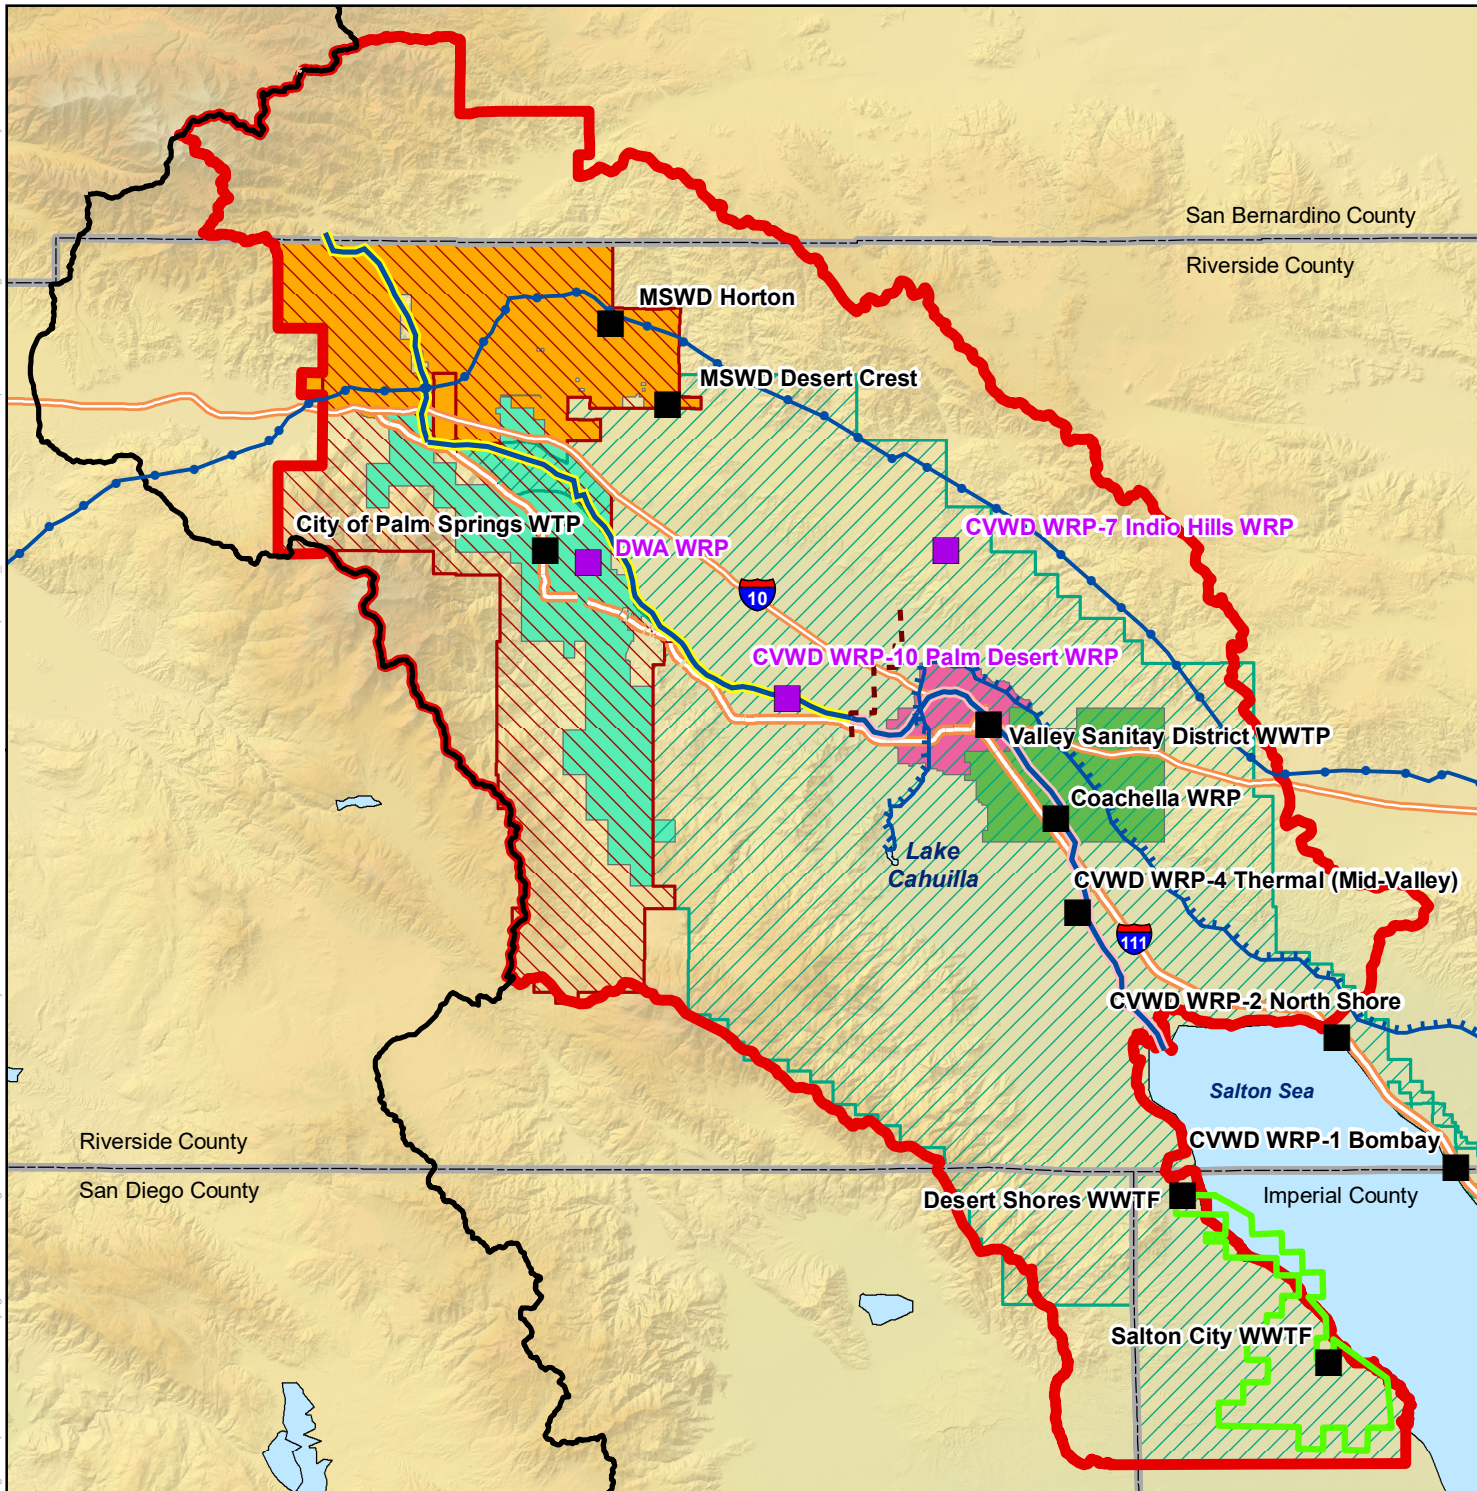 San Bernardino County
Riverside County
MSWD Horton
MSWD Desert Crest
City of Palm Springs WTP
DWA WRP
CVWD WRP-7 Indio Hills WRP
10
CVWD WRP-10 Palm Desert WRP
Valley Sanitay District WWTP
Coachella WRP
Lake
Cahuilla
CVWD WRP-4 Thermal (Mid-Valley)
111
CVWD WRP-2 North Shore
Salton Sea
Riverside County
CVWD WRP-1 Bombay
San Diego County
Desert Shores WWTF
Imperial County
Salton City WWTF